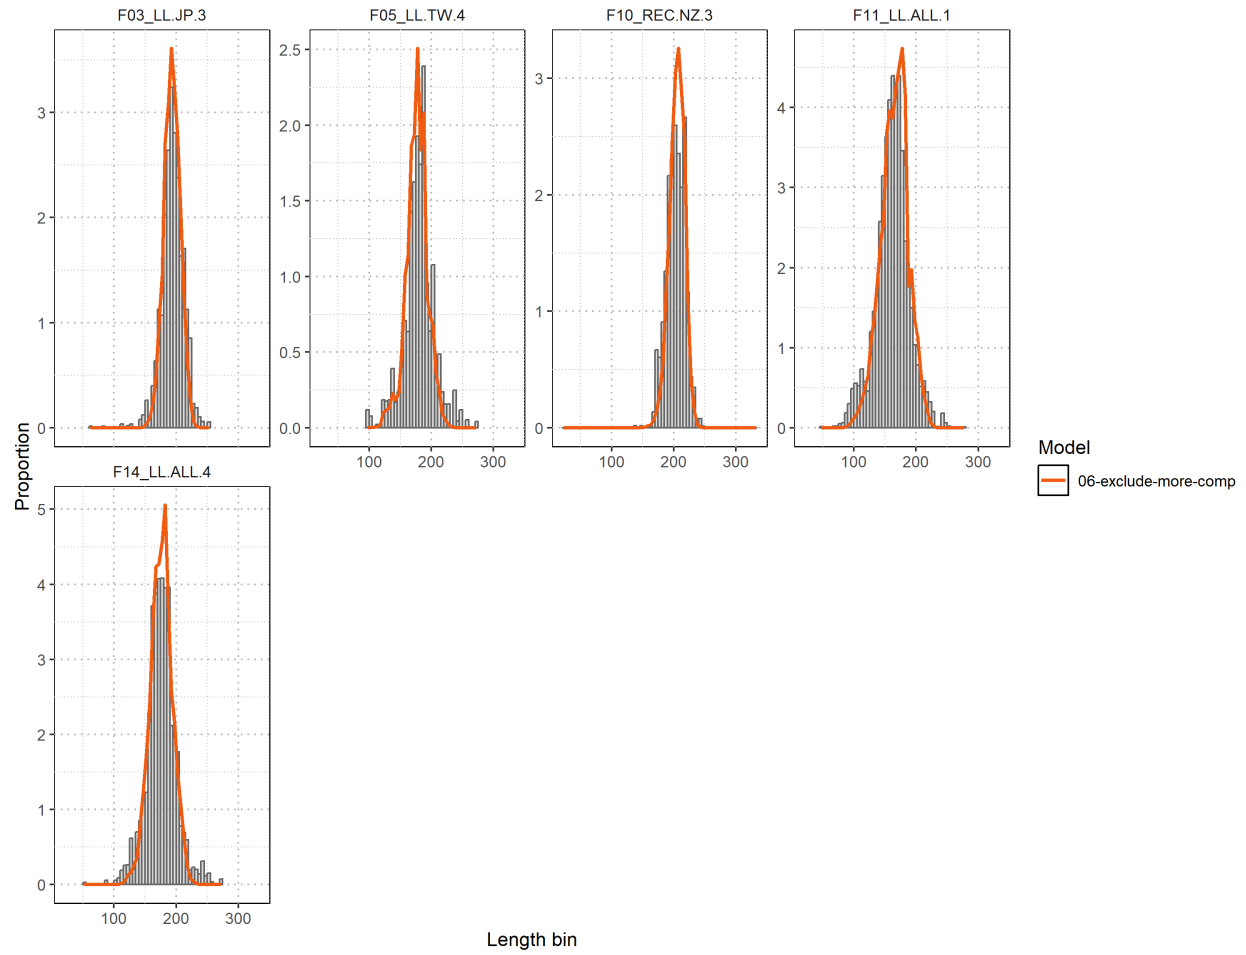 F03_LL.JP.3
F05_LL.TW.4
F10_REC.NZ.3
F11_LL.ALL.1
3
2
1
0
2.5
2.0
1.5
1.0
0.5
0.0
100 200 300
3
2
1
0
100 200 300
4
3
2
1
0
100 200 300
F14_LL.ALL.4
5
4
3
2
1
0
100 200 300
Proportion
Length bin
Model
06-exclude-more-comp